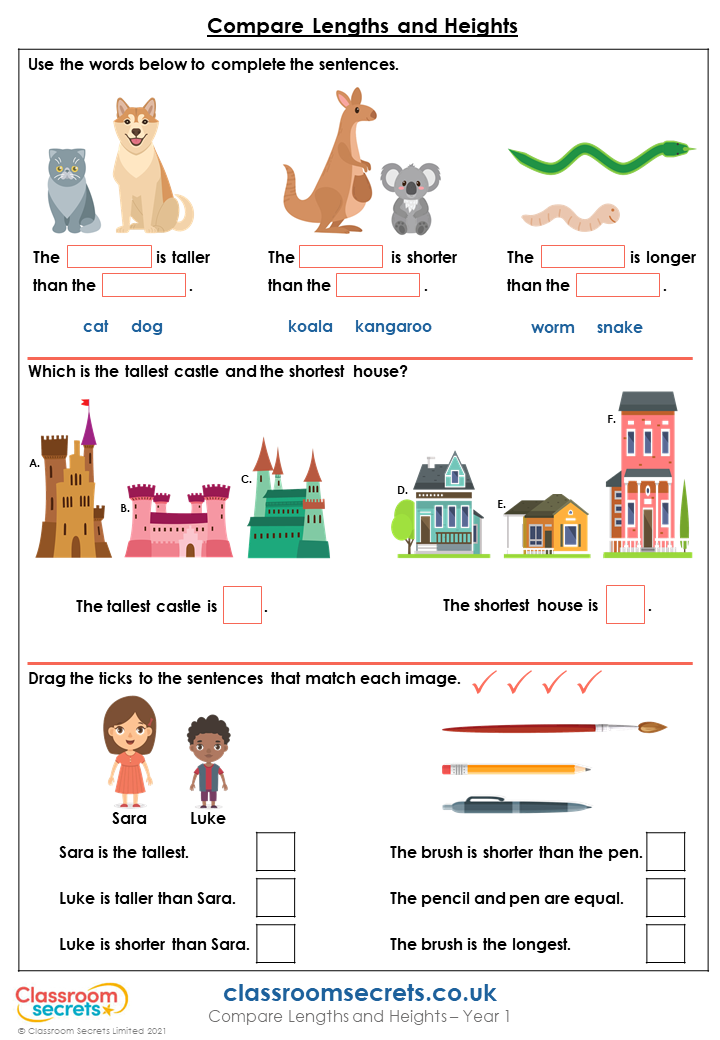 Compare Lengths and Heights
Use the words below to complete the sentences.
The is taller
than the .
cat dog
The is shorter
than the .
koala kangaroo
The is longer
than the .
worm snake
Which is the tallest castle and the shortest house?
A.
B.
C.
D.
E.
F.
The tallest castle is .
The shortest house is .
Drag the ticks to the sentences that match each image.
Sara Luke
Sara is the tallest.
Luke is taller than Sara.
Luke is shorter than Sara.
The brush is shorter than the pen.
The pencil and pen are equal.
The brush is the longest.
Classroom
secrets
© Classroom Secrets Limited 2021
classroomsecrets.co.uk
Compare Lengths and Heights – Year 1